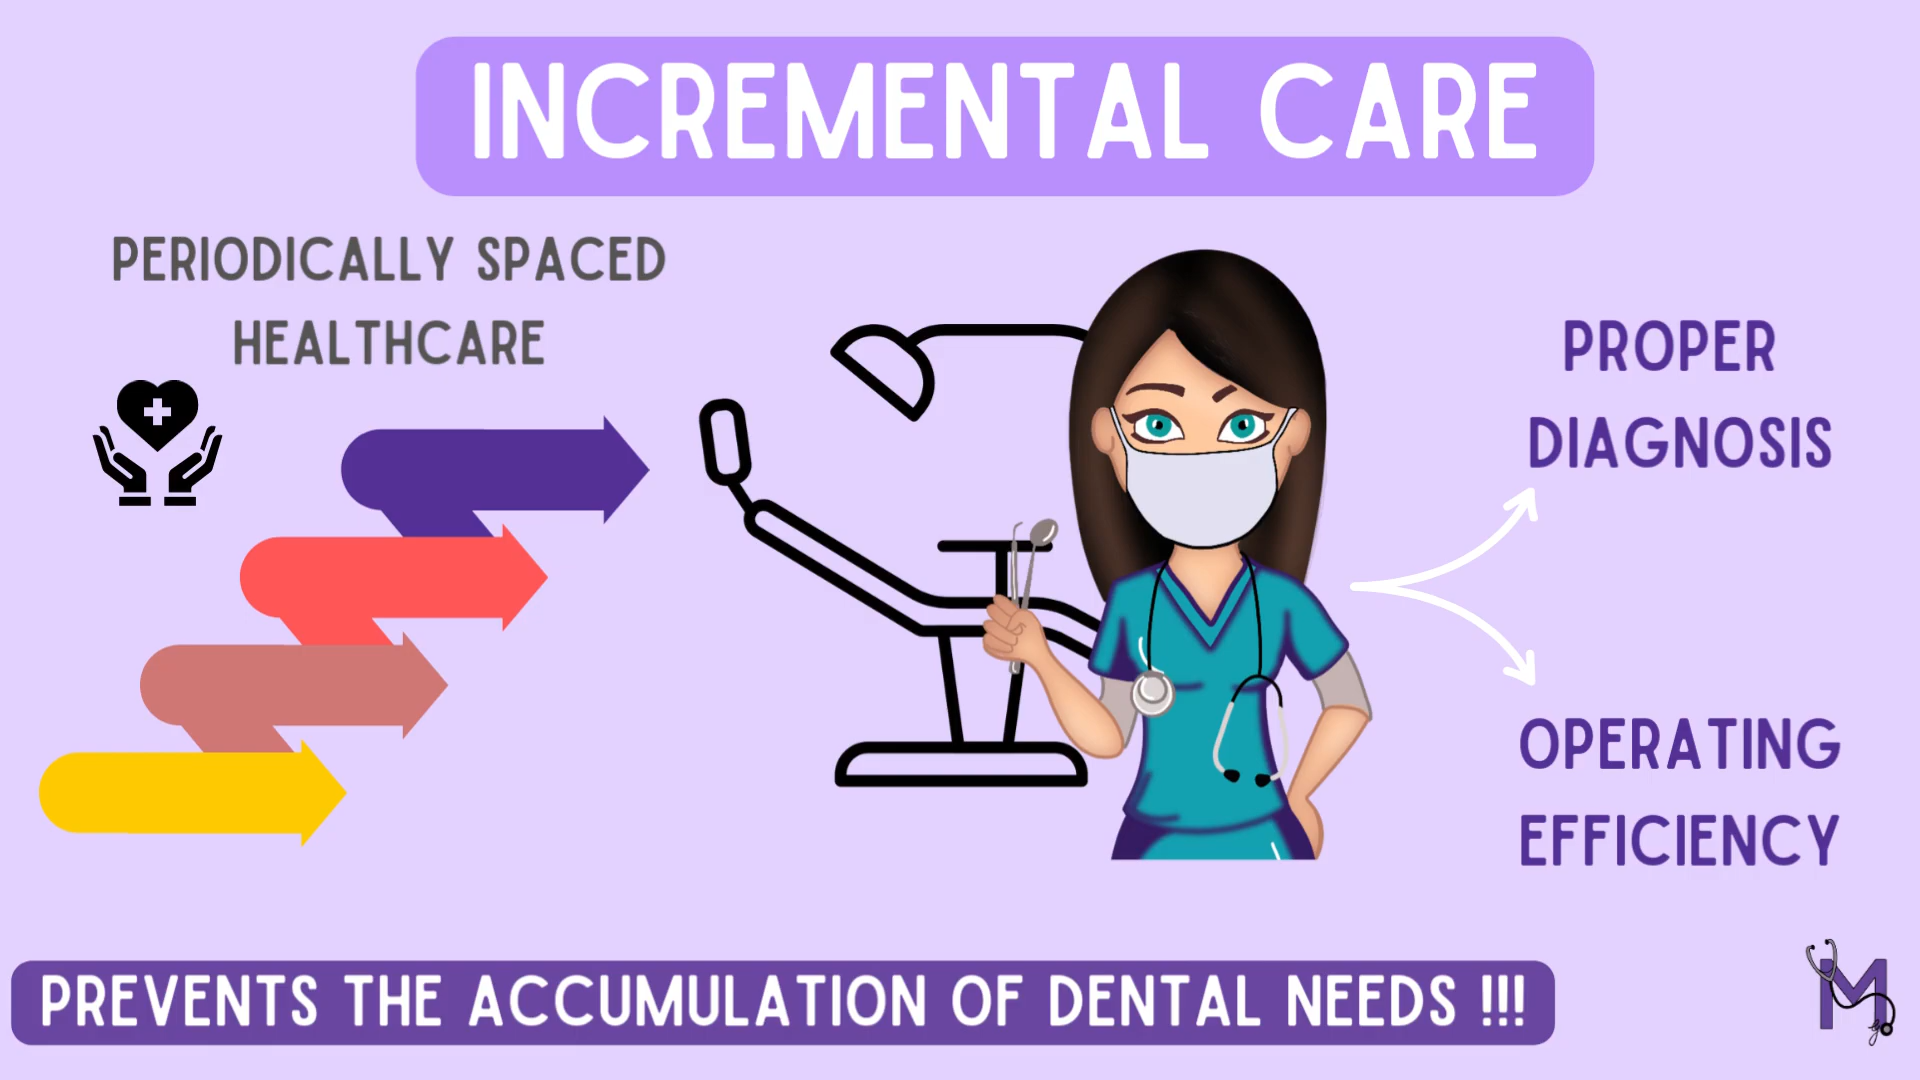 INCREMENTAL CARE
PERIODICALLY SPACED
HEALTHCARE
PROPER
DIAGNOSIS
OPERATING
EFFICIENCY
PREVENTS THE ACCUMULATION OF DENTAL NEEDS !!!
M